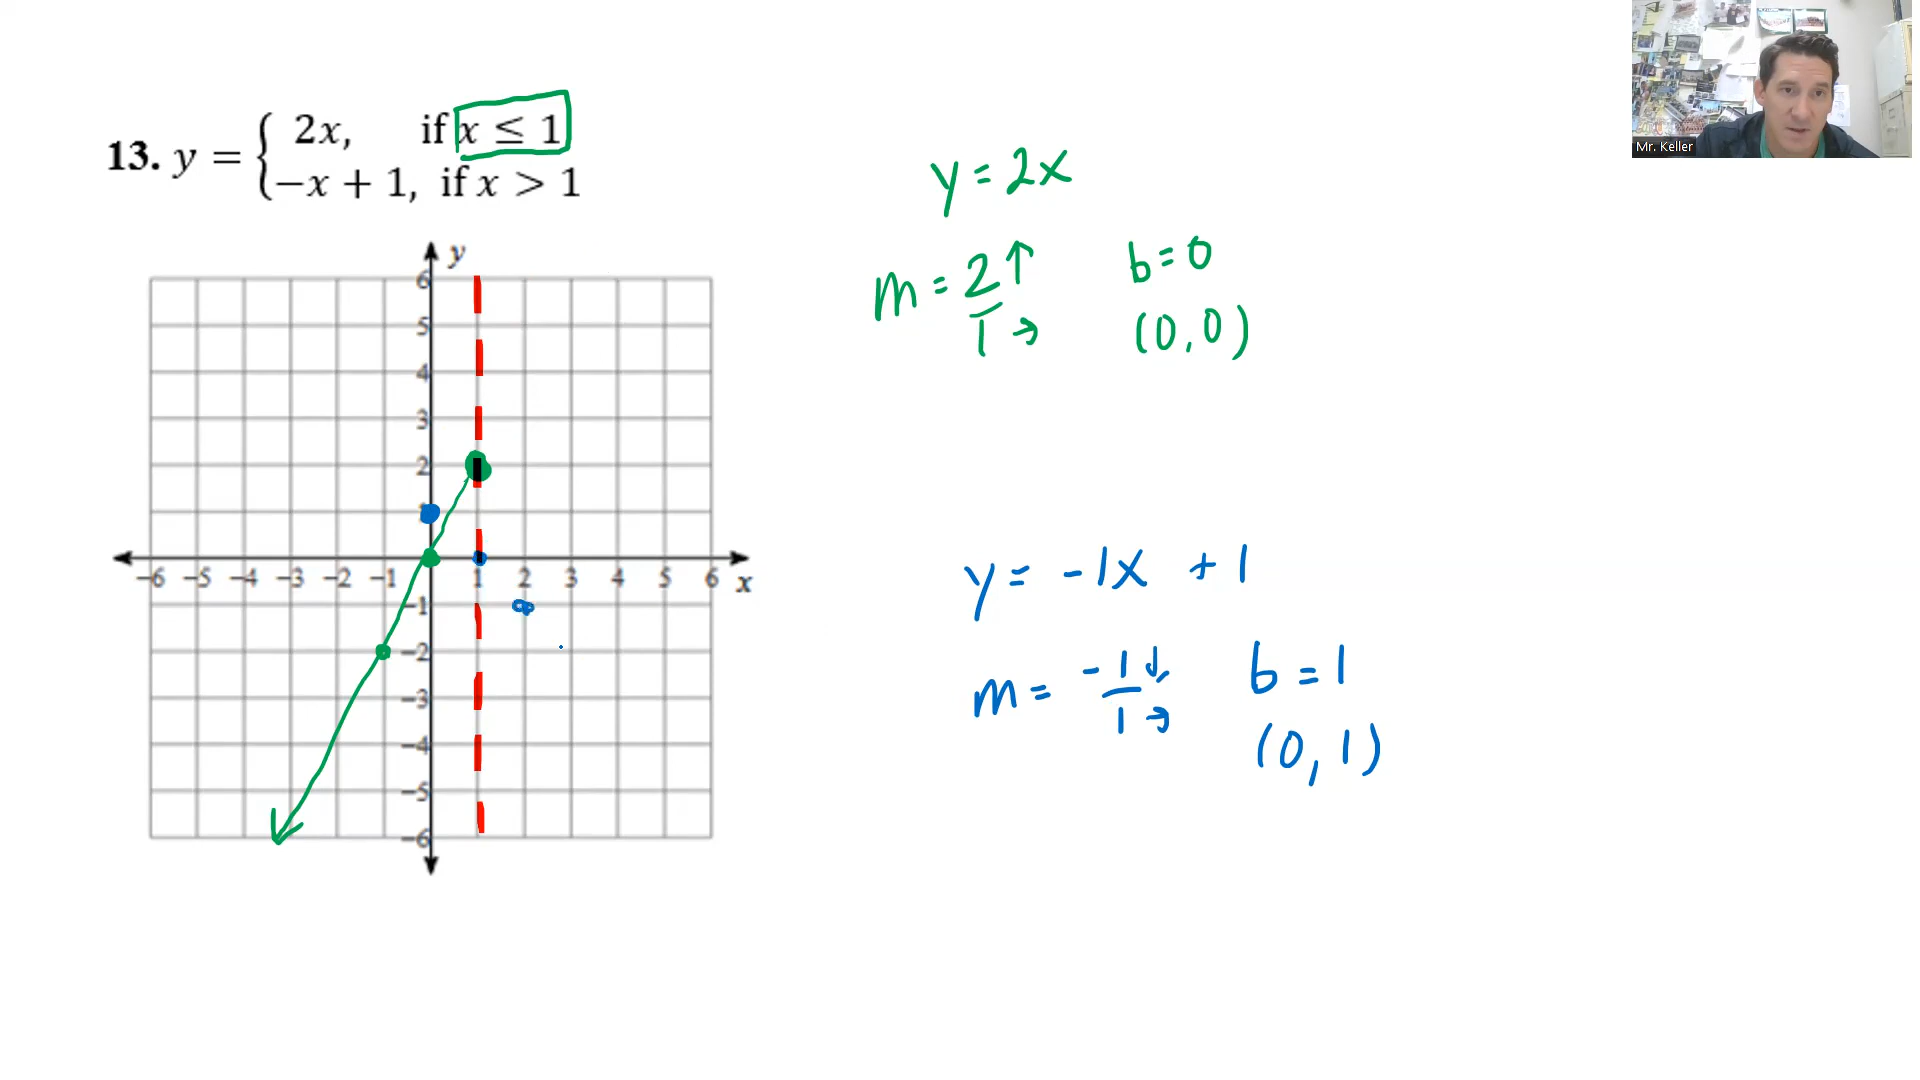 13. y = { 2x, if x ≤ 1
−x + 1, if x > 1
Mr. Keller
y = 2x
m = 2↑ b = 0
1 → (0,0)
y
6
5
4
3
2
−6 −5 −4 −3 −2 −1 1 2 3 4 5 6 x
−1
−2
−3
−4
−5
−6
y = -1x + 1
m = -1↓ b = 1
1 → (0,1)